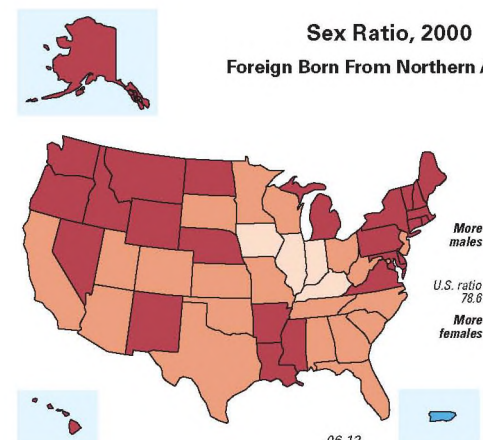 Sex Ratio, 2000
Foreign Born From Northern
More
males
U.S. ratio
78.6
More
females